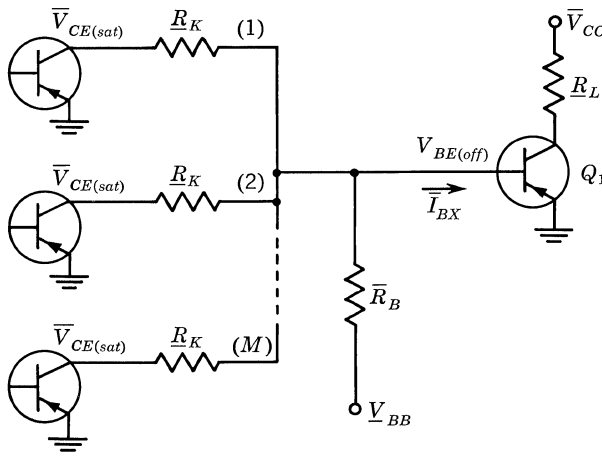 V̅CE(sat)
R̲K
(1)
V̅CC
R̲L
V̅CE(sat)
R̲K
(2)
VBE(off)
Q1
I̅BX
R̅B
V̅CE(sat)
R̲K
(M)
V̲BB